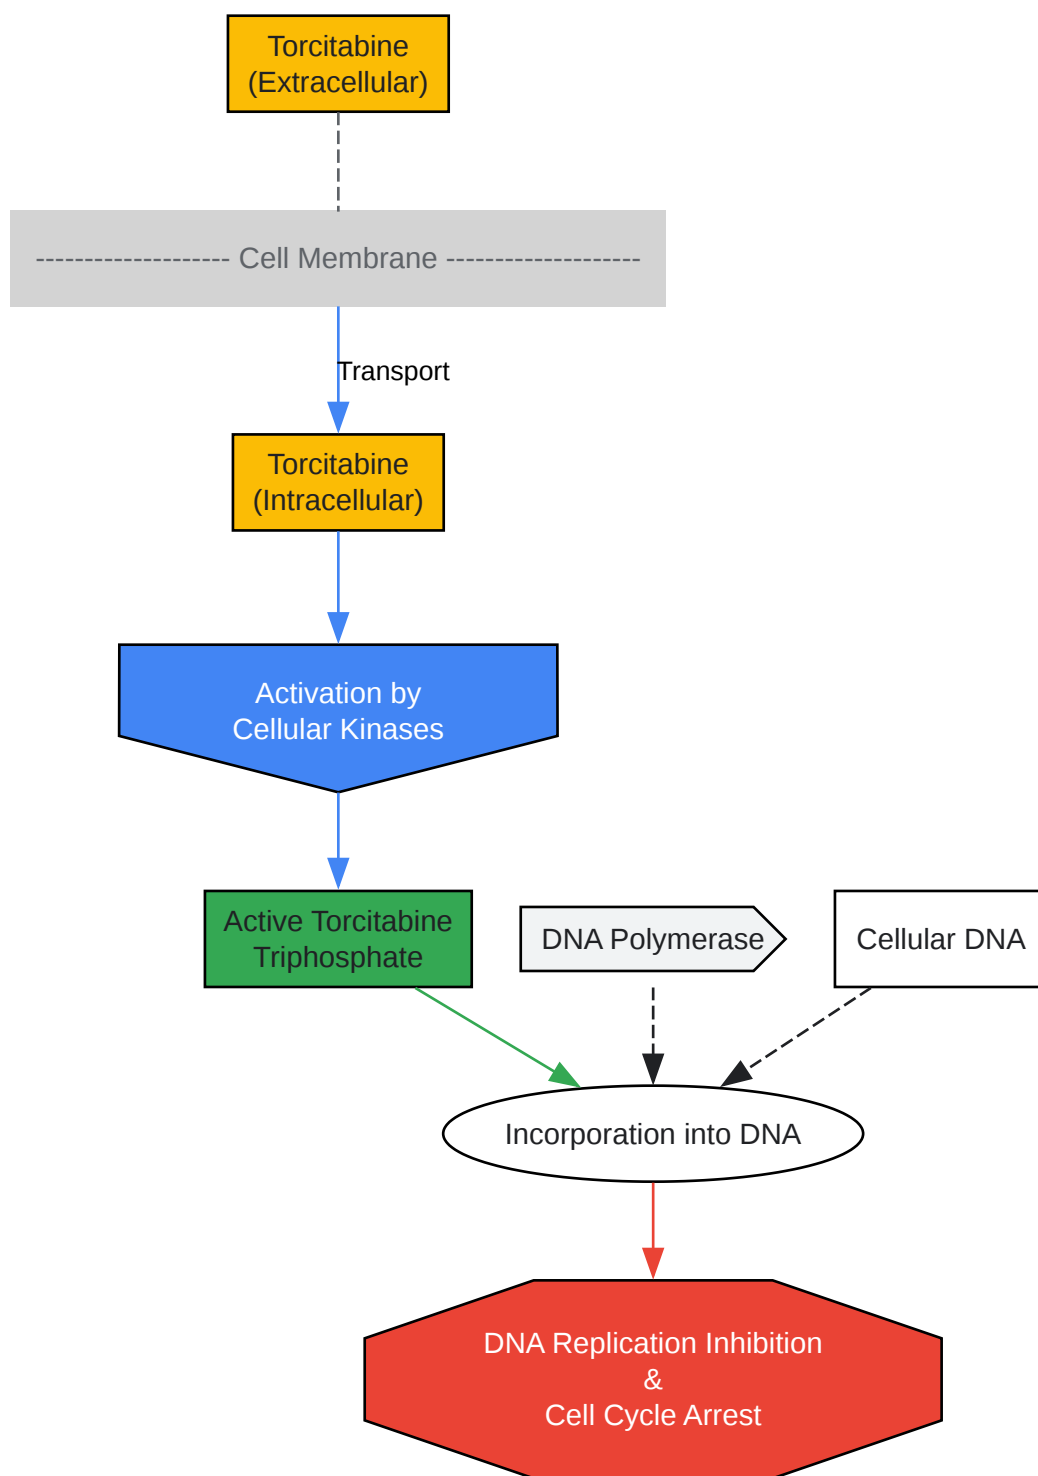 Torcitabine
(Extracellular)
-------------------- Cell Membrane --------------------
Transport
Torcitabine
(Intracellular)
Activation by
Cellular Kinases
Active Torcitabine
Triphosphate
DNA Polymerase
Cellular DNA
Incorporation into DNA
DNA Replication Inhibition
&
Cell Cycle Arrest